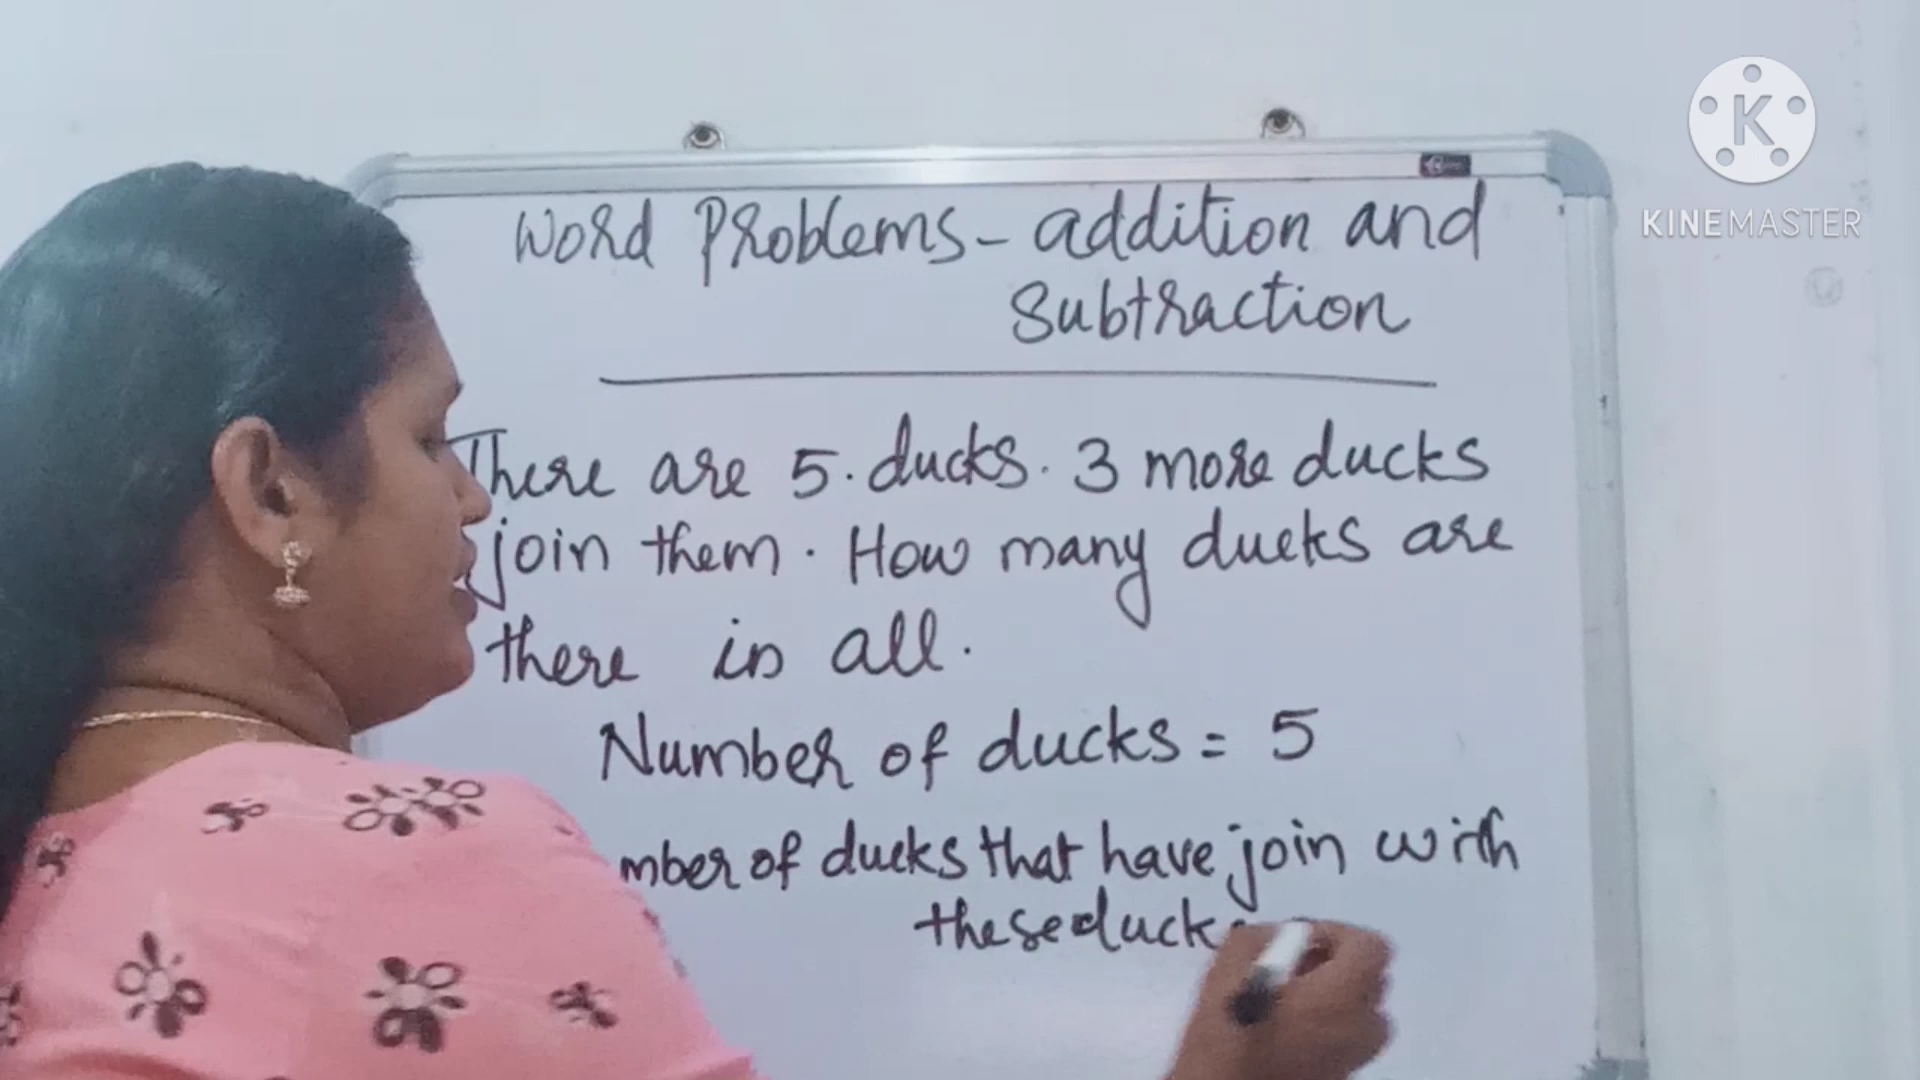 K
KINEMASTER
Word Problems - addition and
Subtraction
There are 5. ducks. 3 more ducks
join them. How many ducks are
there in all.
Number of ducks = 5
mber of ducks that have join with
these duck